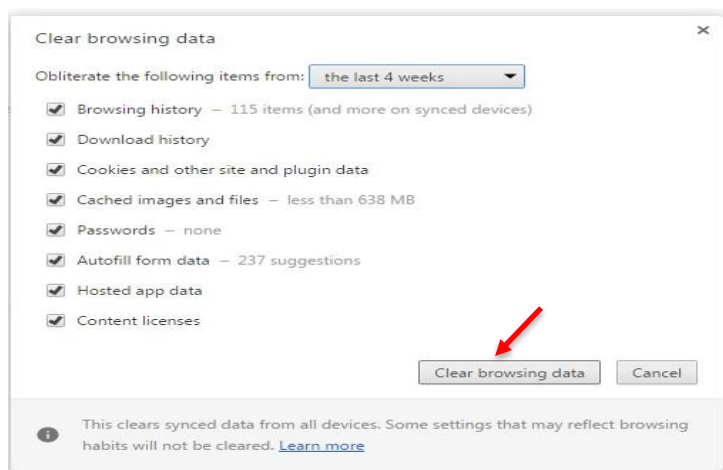 Clear browsing data
Obliterate the following items from: the last 4 weeks
Browsing history – 115 items (and more on synced devices)
Download history
Cookies and other site and plugin data
Cached images and files – less than 638 MB
Passwords – none
Autofill form data – 237 suggestions
Hosted app data
Content licenses
Clear browsing data Cancel
This clears synced data from all devices. Some settings that may reflect browsing
habits will not be cleared. Learn more